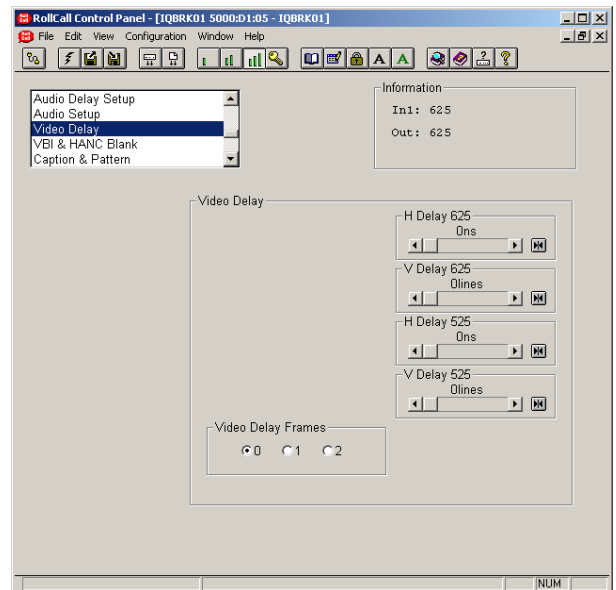 RollCall Control Panel - [IQBRK01 5000:D1:05 - IQBRK01]
File Edit View Configuration Window Help
A A
Audio Delay Setup
Audio Setup
Video Delay
VBI & HANC Blank
Caption & Pattern
Information
In1: 625
Out: 625
Video Delay
H Delay 625
0ns
V Delay 625
0lines
H Delay 525
0ns
V Delay 525
0lines
Video Delay Frames
0 1 2
NUM